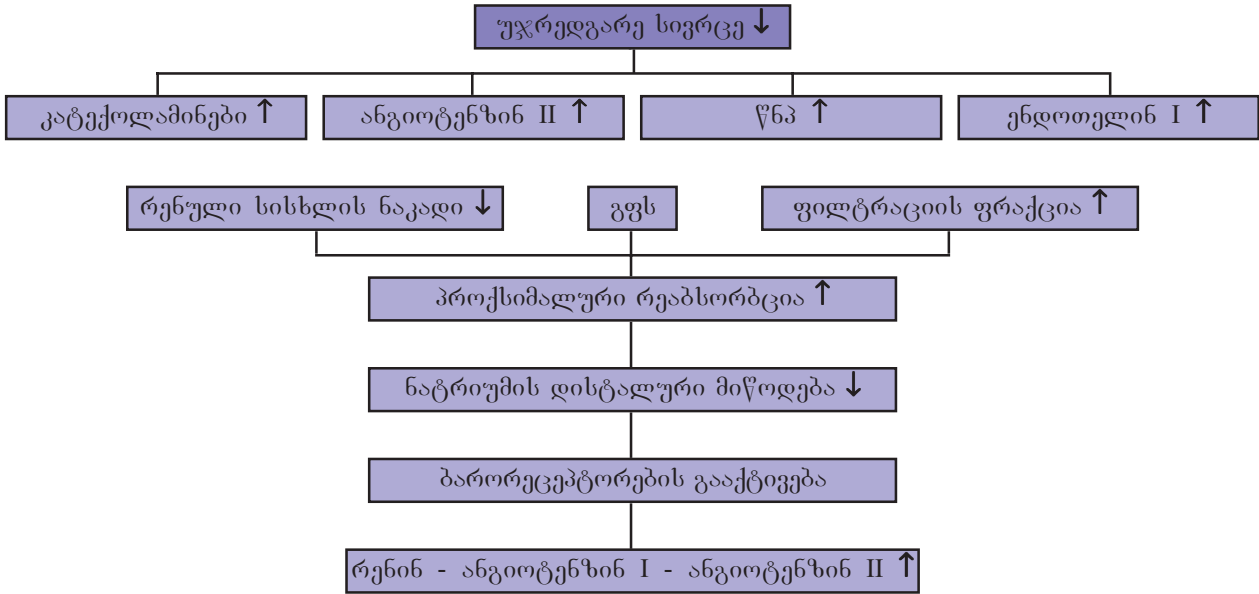 უჯრედგარე სივრცე ↓
კატექოლამინები ↑
ანგიოტენზინ II ↑
წნპ ↑
ენდოთელინ I ↑
რენული სისხლის ნაკადი ↓
გფს
ფილტრაციის ფრაქცია ↑
პროქსიმალური რეაბსორბცია ↑
ნატრიუმის დისტალური მიწოდება ↓
ბარორეცეპტორების გააქტივება
რენინ - ანგიოტენზინ I - ანგიოტენზინ II ↑